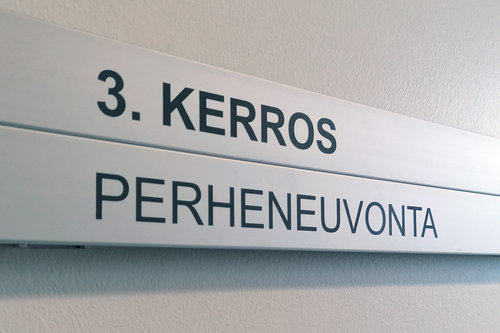 3. KERROS
PERHENEUVONTA